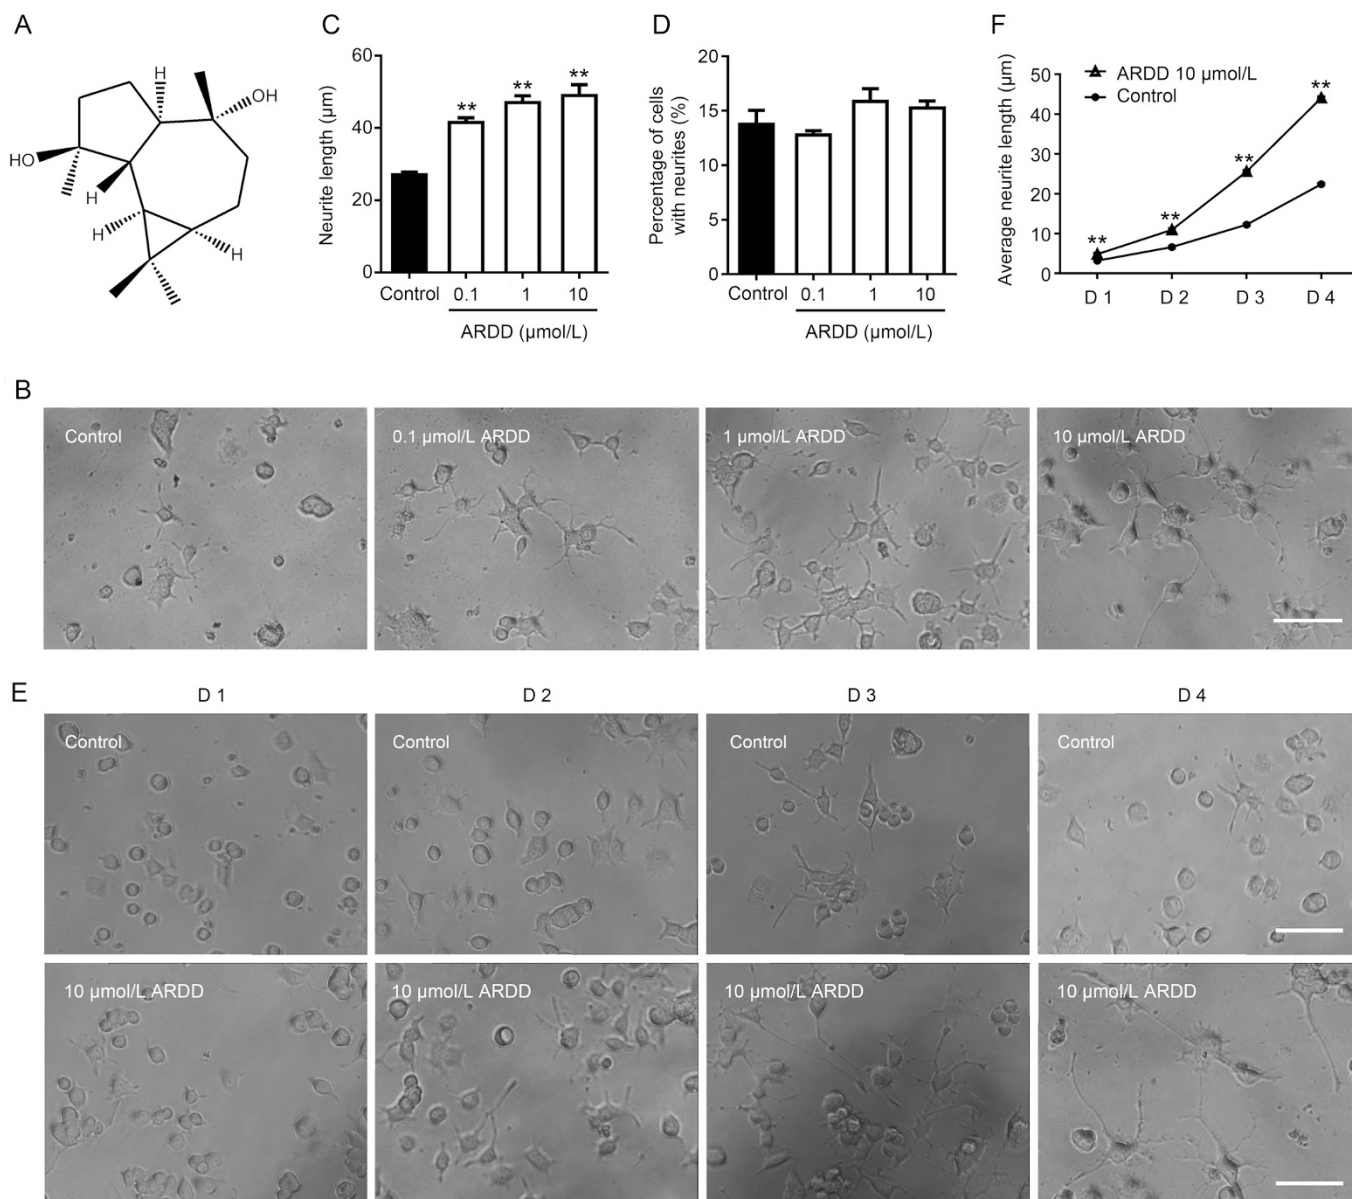 A
H
OH
HO
H
H
H
C
Neurite length (µm)
60
40
20
0
**
**
**
Control
0.1
1
10
ARDD (µmol/L)
D
Percentage of cells
with neurites (%)
20
15
10
5
0
Control
0.1
1
10
ARDD (µmol/L)
F
Average neurite length (µm)
50
40
30
20
10
0
ARDD 10 µmol/L
Control
**
**
**
**
D 1
D 2
D 3
D 4
B
Control
0.1 µmol/L ARDD
1 µmol/L ARDD
10 µmol/L ARDD
E
D 1
D 2
D 3
D 4
Control
Control
Control
Control
10 µmol/L ARDD
10 µmol/L ARDD
10 µmol/L ARDD
10 µmol/L ARDD